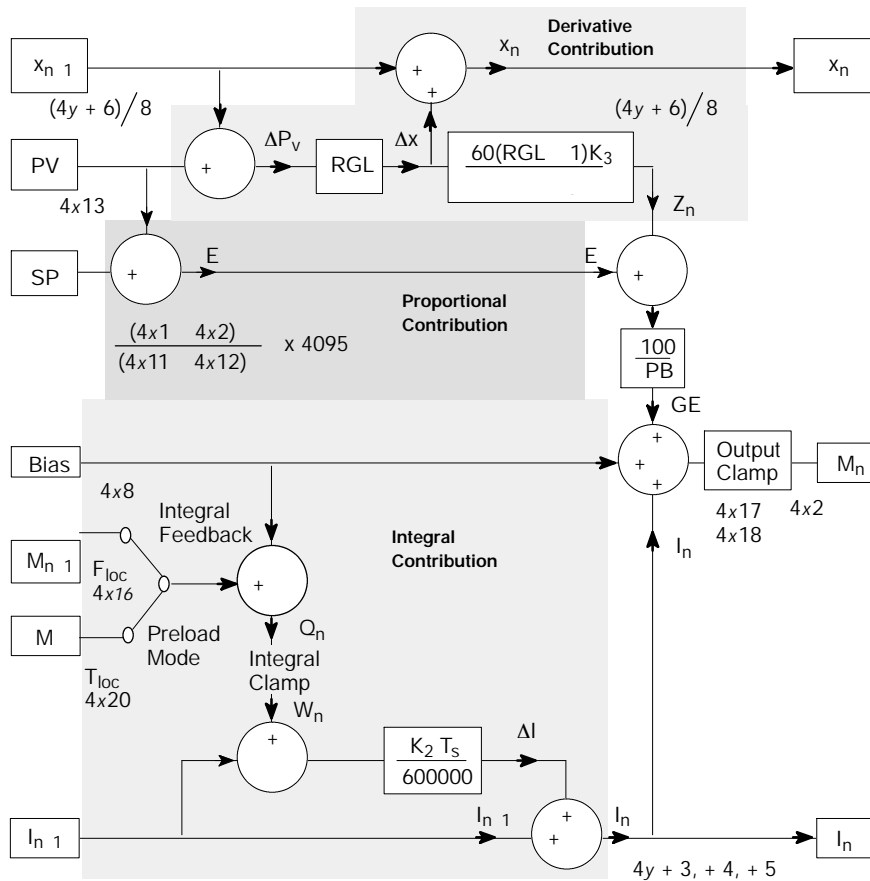 Derivative
Contribution
x n 1
+
+
x n
x n
(4y + 6)/8
(4y + 6)/8
PV
+
ΔP v
RGL
Δx
60(RGL 1)K 3
4x13
Z n
SP
+
E
E
+
Proportional
Contribution
(4x1 4x2)
(4x11 4x12)
x 4095
100
PB
GE
Bias
+
+
+
Output
Clamp
M n
4x8
4x17
4x18
4x2
Integral
Feedback
Integral
Contribution
I n
M n 1
F loc
4x16
+
M
Preload
Mode
Q n
T loc
4x20
Integral
Clamp
W n
+
K 2 T s
600000
ΔI
I n 1
I n 1
+
+
I n
I n
4y + 3, + 4, + 5